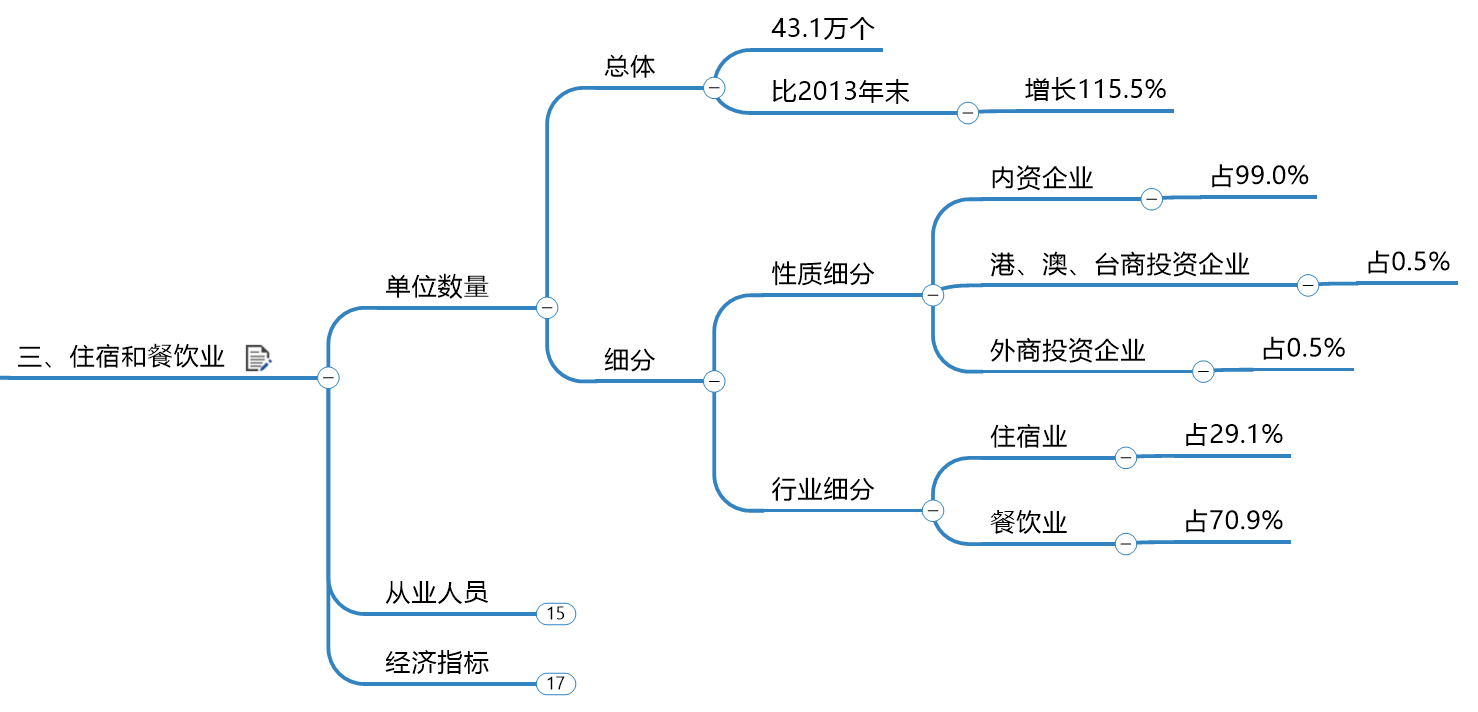 三、住宿和餐饮业
单位数量
总体
43.1万个
比2013年末
增长115.5%
细分
性质细分
内资企业
占99.0%
港、澳、台商投资企业
占0.5%
外商投资企业
占0.5%
行业细分
住宿业
占29.1%
餐饮业
占70.9%
从业人员
15
经济指标
17